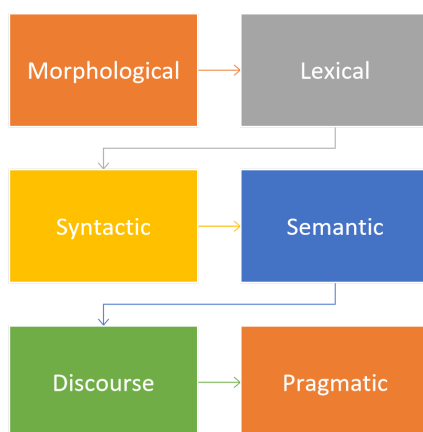 Morphological
Lexical
Syntactic
Semantic
Discourse
Pragmatic